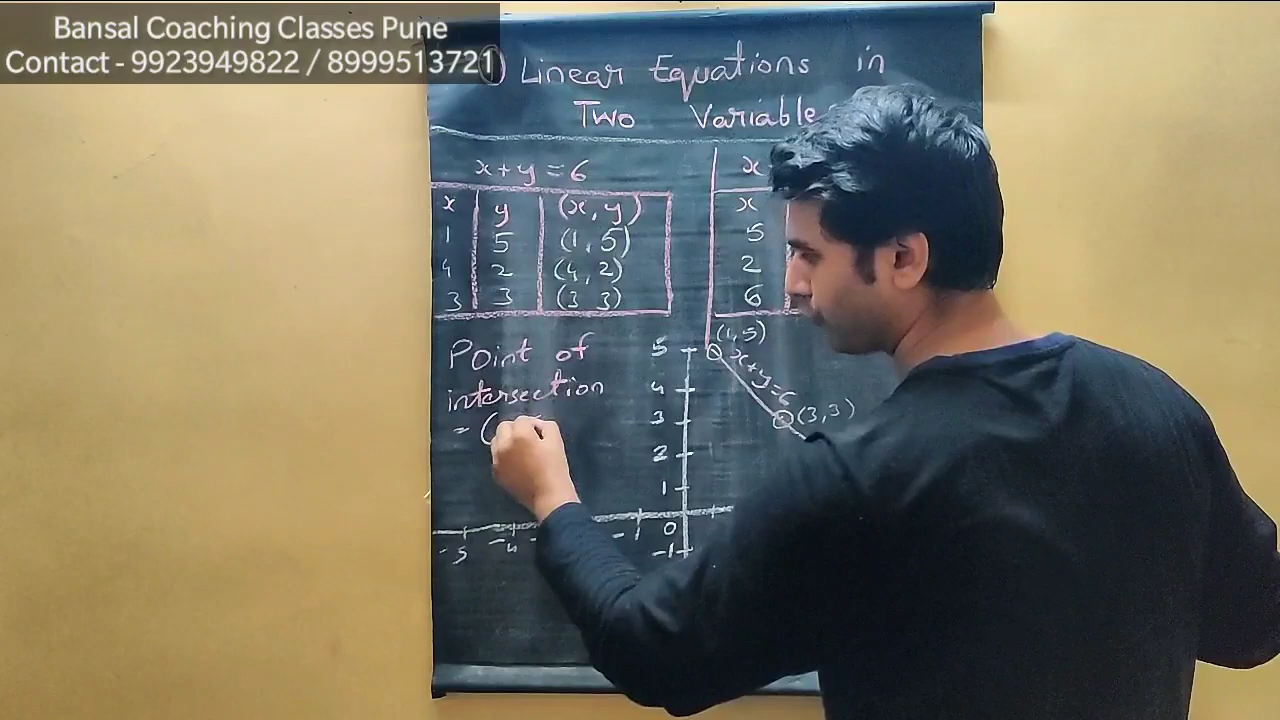 Bansal Coaching Classes Pune
Contact - 9923949822 / 8999513721
Linear Equations in
Two Variable
x+y=6
x y (x, y)
1 5 (1, 5)
4 2 (4, 2)
3 3 (3 3)
x
x
5
2
6
Point of
intersection
= (
(1, 5)
x+y=6
(3, 3)
5
4
3
2
1
0
-1
-5 -4 -1